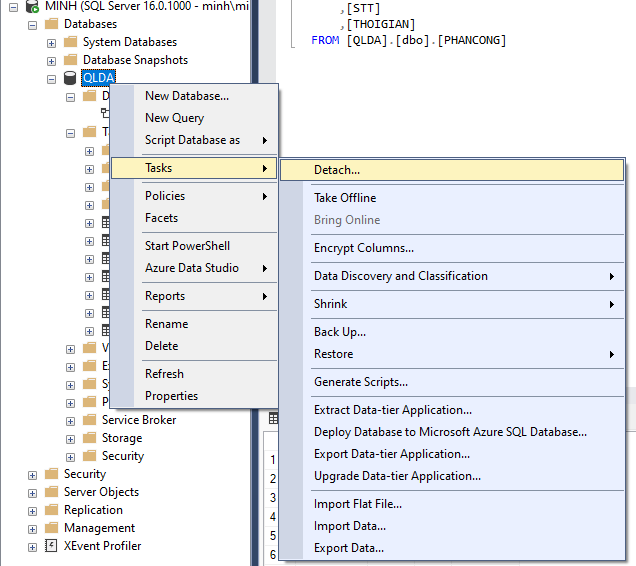 MINH (SQL Server 16.0.1000 - minh\mi
Databases
System Databases
Database Snapshots
QLDA
D
T
V
Ex
Sy
P
Service Broker
Storage
Security
Security
Server Objects
Replication
Management
XEvent Profiler
New Database...
New Query
Script Database as
Tasks
Policies
Facets
Start PowerShell
Azure Data Studio
Reports
Rename
Delete
Refresh
Properties
Detach...
Take Offline
Bring Online
Encrypt Columns...
Data Discovery and Classification
Shrink
Back Up...
Restore
Generate Scripts...
Extract Data-tier Application...
Deploy Database to Microsoft Azure SQL Database...
Export Data-tier Application...
Upgrade Data-tier Application...
Import Flat File...
Import Data...
Export Data...
,[STT]
,[THOIGIAN]
FROM [QLDA].[dbo].[PHANCONG]
1
2
3
4
5
6